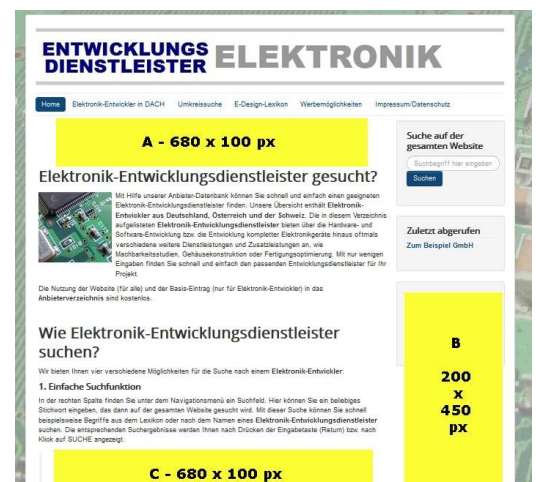 ENTWICKLUNGS
DIENSTLEISTER ELEKTRONIK
Home Elektronik-Entwickler in DACH Umkreissuche E-Design-Lexikon Werbemöglichkeiten Impressum/Datenschutz
A - 680 x 100 px
Elektronik-Entwicklungsdienstleister gesucht?
Mit Hilfe unserer Anbieter-Datenbank können Sie schnell und einfach einen geeigneten
Elektronik-Entwicklungsdienstleister finden. Unsere Übersicht enthält Elektronik-
Entwickler aus Deutschland, Österreich und der Schweiz. Die in diesem Verzeichnis
aufgelisteten Elektronik-Entwicklungsdienstleister bieten über die Hardware- und
Software-Entwicklung bzw. die Entwicklung kompletter Elektronikgeräte hinaus oftmals
verschiedene weitere Dienstleistungen und Zusatzleistungen an, wie
Machbarkeitsstudien, Gehäusekonstruktion oder Fertigungsoptimierung. Mit nur wenigen
Eingaben finden Sie schnell und einfach den passenden Entwicklungsdienstleister für Ihr
Projekt.
Die Nutzung der Website (für alle) und der Basis-Eintrag (nur für Elektronik-Entwickler) in das
Anbieterverzeichnis sind kostenlos.
Wie Elektronik-Entwicklungsdienstleister
suchen?
Wir bieten Ihnen vier verschiedene Möglichkeiten für die Suche nach einem Elektronik-Entwickler:
1. Einfache Suchfunktion
In der rechten Spalte finden Sie unter dem Navigationsmenü ein Suchfeld. Hier können Sie ein beliebiges
Stichwort eingeben, das dann auf der gesamten Website gesucht wird. Mit dieser Suche können Sie schnell
beispielsweise Begriffe aus dem Lexikon oder nach dem Namen eines Elektronik-Entwicklungsdienstleister
suchen. Die entsprechenden Suchergebnisse werden Ihnen nach Drücken der Eingabetaste (Return) bzw. nach
Klick auf SUCHE angezeigt.
C - 680 x 100 px
Suche auf der
gesamten Website
Suchbegriff hier eingeben
Suchen
Zuletzt abgerufen
Zum Beispiel GmbH
B
200
x
450
px